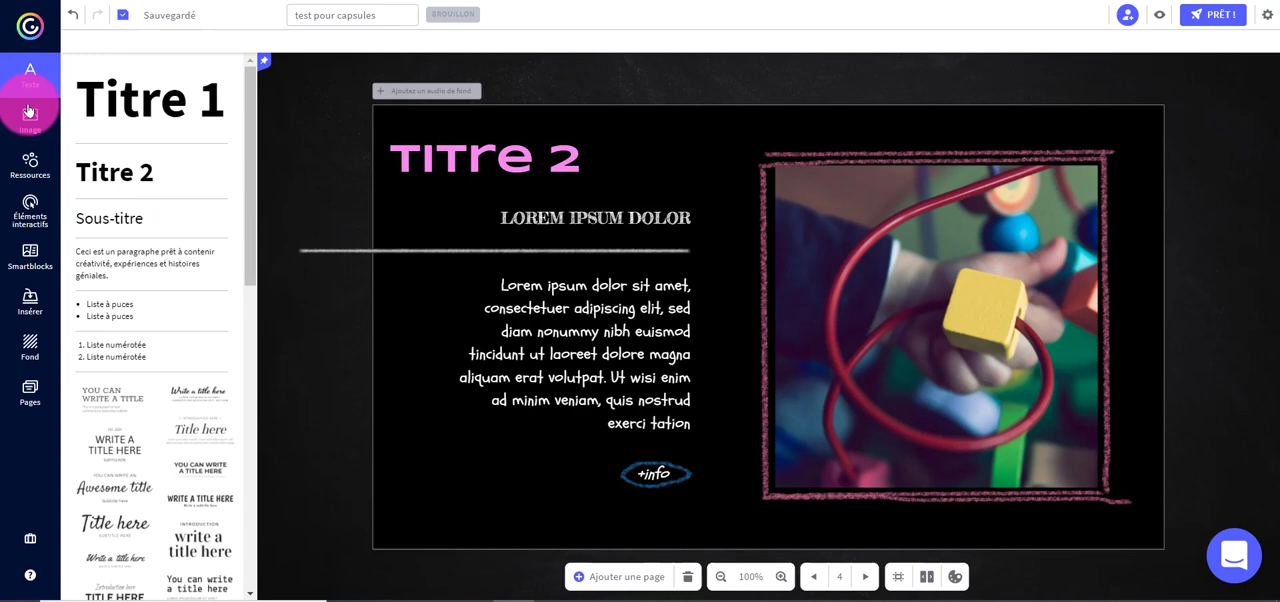 Sauvegardé
test pour capsules
BROUILLON
PRÊT !
Texte
Image
Ressources
Éléments
interactifs
Smartblocks
Insérer
Fond
Pages
Titre 1
Titre 2
Sous-titre
Ceci est un paragraphe prêt à contenir
créativité, expériences et histoires
géniales.
• Liste à puces
• Liste à puces
1. Liste numérotée
2. Liste numérotée
YOU CAN
WRITE A TITLE
Write a title here
WRITE A
TITLE HERE
Title here
YOU CAN WRITE
A TITLE HERE
Awesome title
WRITE A TITLE HERE
Title here
INTRODUCTION
write a
title here
Write a title here
Introduction here
TITLE HERE
You can write
a title here
+ Ajoutez un audio de fond
Titre 2
LOREM IPSUM DOLOR
Lorem ipsum dolor sit amet,
consectetuer adipiscing elit, sed
diam nonummy nibh euismod
tincidunt ut laoreet dolore magna
aliquam erat volutpat. Ut wisi enim
ad minim veniam, quis nostrud
exerci tation
+info
Ajouter une page
100%
4